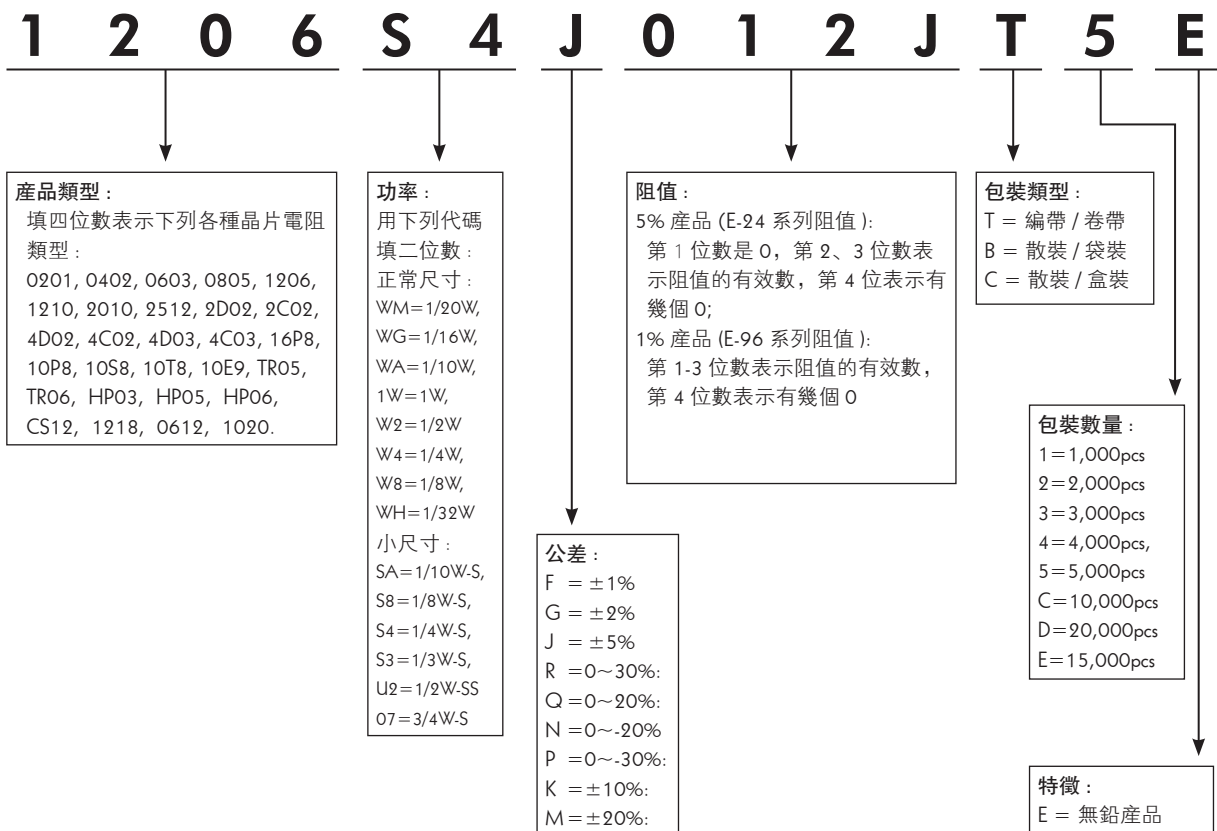 1 2 0 6 S 4 J 0 1 2 J T 5 E
産品類型 :
填四位數表示下列各種晶片電阻
類型 :
0201, 0402, 0603, 0805, 1206,
1210, 2010, 2512, 2D02, 2C02,
4D02, 4C02, 4D03, 4C03, 16P8,
10P8, 10S8, 10T8, 10E9, TR05,
TR06, HP03, HP05, HP06,
CS12, 1218, 0612, 1020.
功率 :
用下列代碼
填二位數 :
正常尺寸 :
WM=1/20W,
WG=1/16W,
WA=1/10W,
1W=1W,
W2=1/2W
W4=1/4W,
W8=1/8W,
WH=1/32W
小尺寸 :
SA=1/10W-S,
S8=1/8W-S,
S4=1/4W-S,
S3=1/3W-S,
U2=1/2W-SS
07=3/4W-S
公差 :
F = ±1%
G = ±2%
J = ±5%
R =0~30%:
Q =0~20%:
N =0~-20%
P =0~-30%:
K = ±10%:
M = ±20%:
阻值 :
5% 産品 (E-24 系列阻值 ):
第 1 位數是 0，第 2、3 位數表
示阻值的有效數，第 4 位表示有
幾個 0;
1% 産品 (E-96 系列阻值 ):
第 1-3 位數表示阻值的有效數，
第 4 位數表示有幾個 0
包裝類型 :
T = 編帶 / 卷帶
B = 散裝 / 袋裝
C = 散裝 / 盒裝
包裝數量 :
1=1,000pcs
2=2,000pcs
3=3,000pcs
4=4,000pcs,
5=5,000pcs
C=10,000pcs
D=20,000pcs
E=15,000pcs
特徵 :
E = 無鉛産品